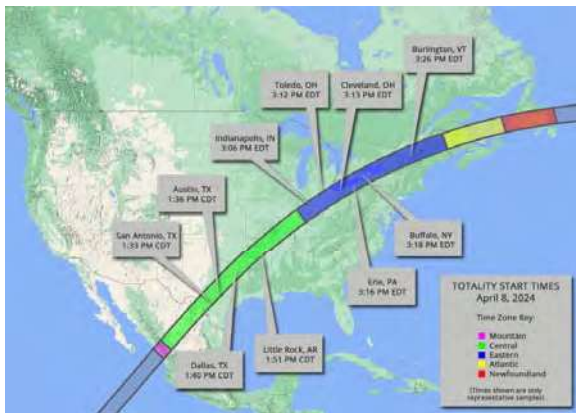 Burlington, VT
3:26 PM EDT
Toledo, OH
3:12 PM EDT
Cleveland, OH
3:13 PM EDT
Indianapolis, IN
3:06 PM EDT
Austin, TX
1:36 PM CDT
San Antonio, TX
1:33 PM CDT
Buffalo, NY
3:18 PM EDT
Erie, PA
3:16 PM EDT
Little Rock, AR
1:51 PM CDT
Dallas, TX
1:40 PM CDT
TOTALITY START TIMES
April 8, 2024
Time Zone Key:
Mountain
Central
Eastern
Atlantic
Newfoundland
(Times shown are only
representative samples)